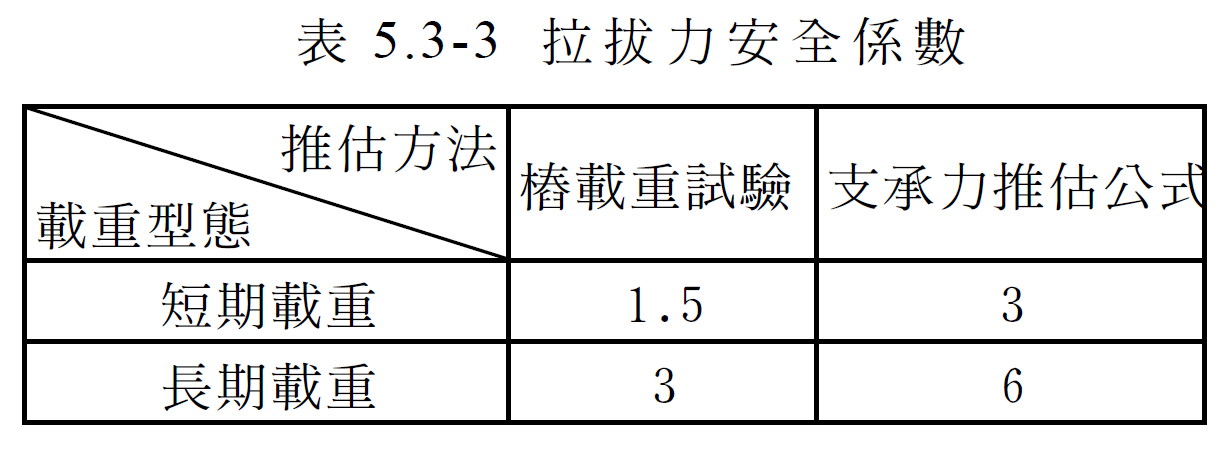 表 5.3-3 拉拔力安全係數
推估方法
載重型態
樁載重試驗
支承力推估公式
短期載重 1.5 3
長期載重 3 6